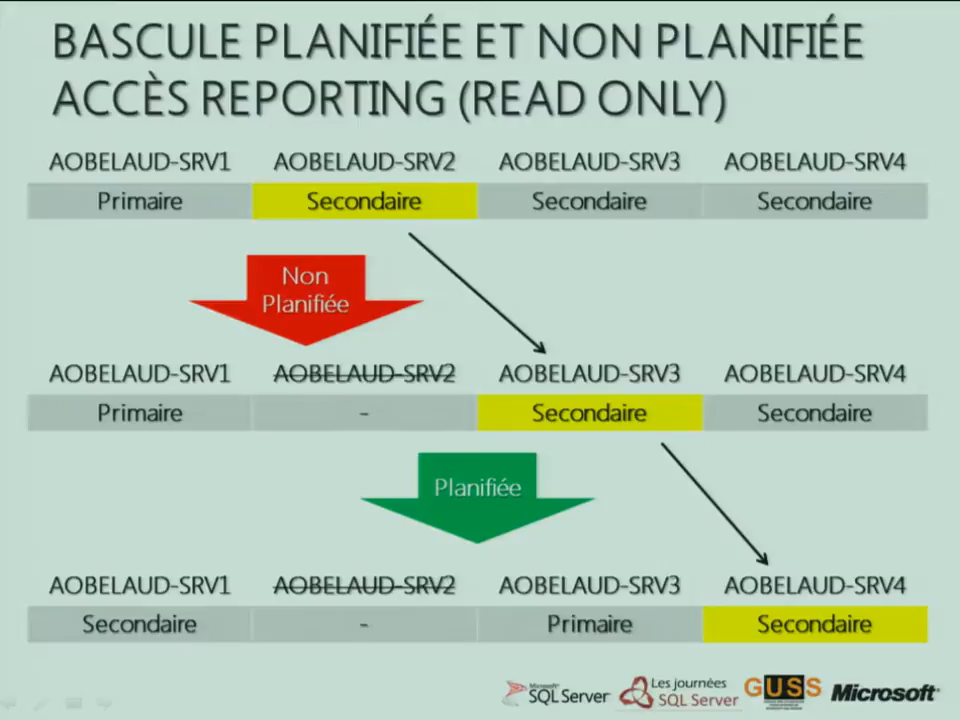 BASCULE PLANIFIÉE ET NON PLANIFIÉE
ACCÈS REPORTING (READ ONLY)
AOBELAUD-SRV1 AOBELAUD-SRV2 AOBELAUD-SRV3 AOBELAUD-SRV4
Primaire Secondaire Secondaire Secondaire
Non
Planifiée
AOBELAUD-SRV1 AOBELAUD-SRV2 AOBELAUD-SRV3 AOBELAUD-SRV4
Primaire - Secondaire Secondaire
Planifiée
AOBELAUD-SRV1 AOBELAUD-SRV2 AOBELAUD-SRV3 AOBELAUD-SRV4
Secondaire - Primaire Secondaire
Microsoft
SQL Server
Les journées
SQL Server
GUSS
Microsoft